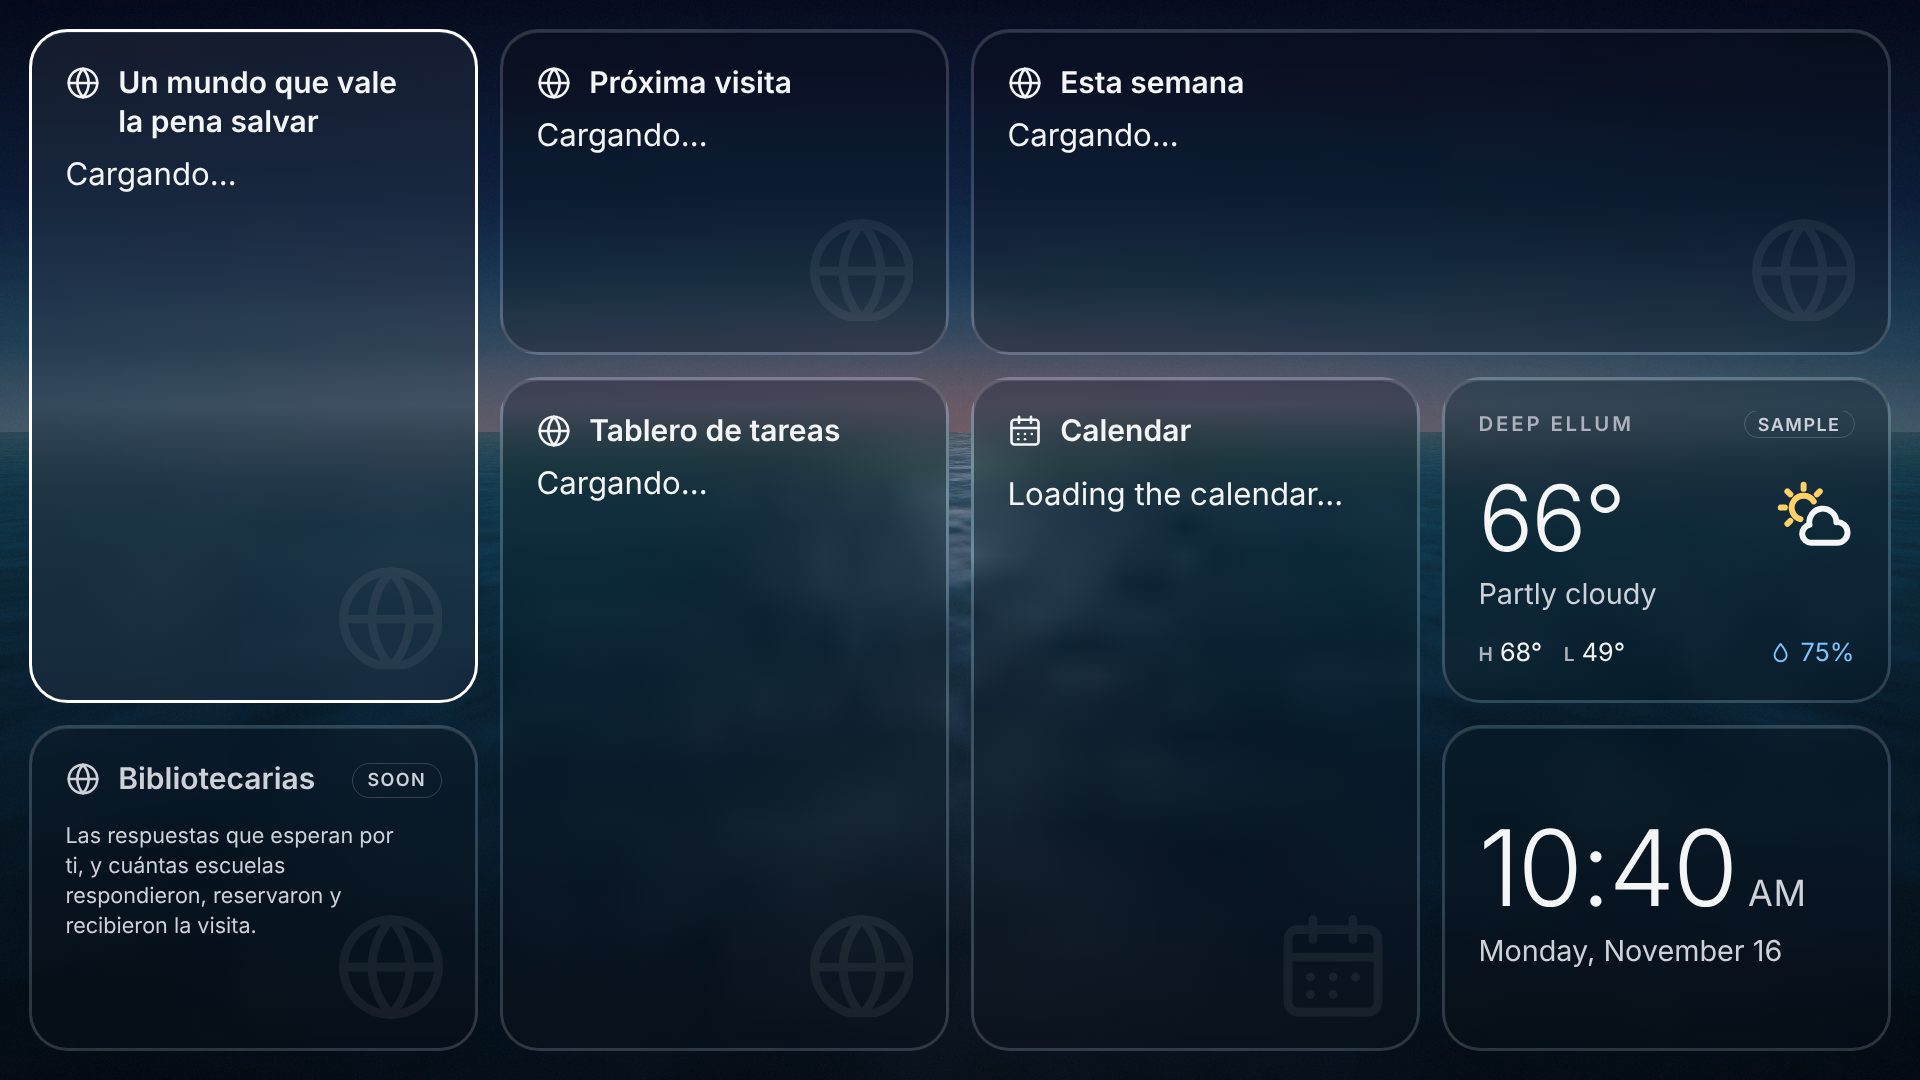 Un mundo que vale
la pena salvar
Cargando...
Próxima visita
Cargando...
Esta semana
Cargando...
Tablero de tareas
Cargando...
Calendar
Loading the calendar...
DEEP ELLUM
SAMPLE
66°
Partly cloudy
H 68° L 49°
75%
Bibliotecarias
SOON
Las respuestas que esperan por
ti, y cuántas escuelas
respondieron, reservaron y
recibieron la visita.
10:40 AM
Monday, November 16